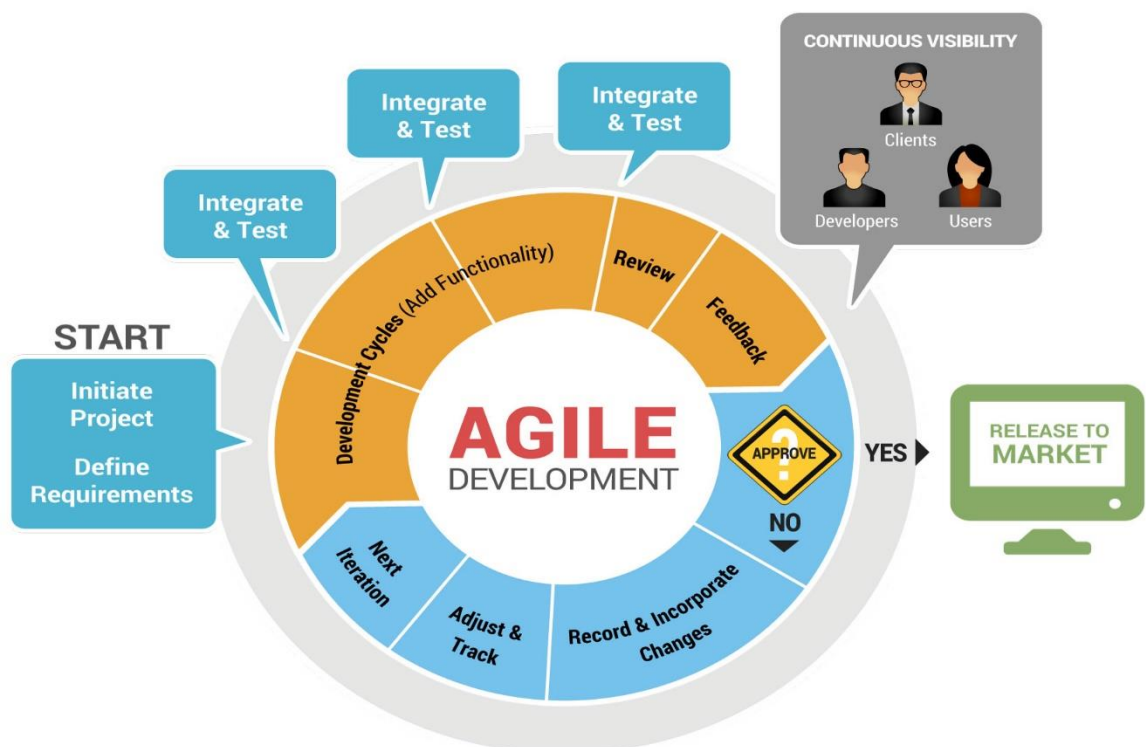 START
Initiate
Project
Define
Requirements
Integrate
& Test
Integrate
& Test
Integrate
& Test
CONTINUOUS VISIBILITY
Clients
Developers
Users
Development Cycles (Add Functionality)
Review
Feedback
AGILE
DEVELOPMENT
?
APPROVE
YES
RELEASE TO
MARKET
NO
Record & Incorporate
Changes
Adjust &
Track
Next
Iteration